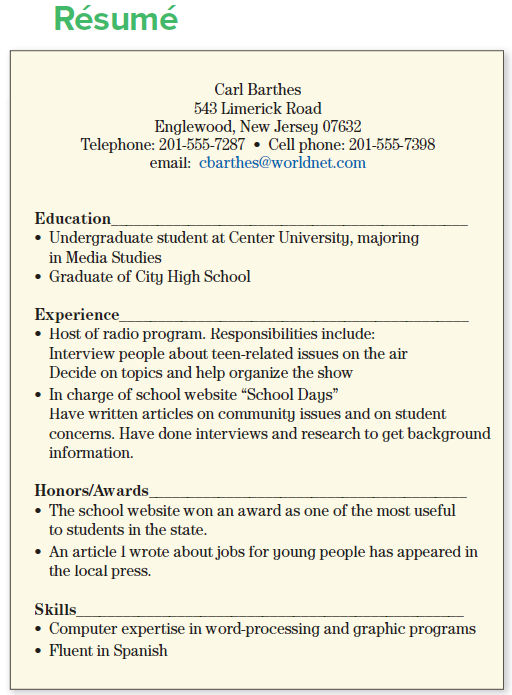 Résumé
Carl Barthes
543 Limerick Road
Englewood, New Jersey 07632
Telephone: 201-555-7287 • Cell phone: 201-555-7398
email: cbarthes@worldnet.com
Education
• Undergraduate student at Center University, majoring
in Media Studies
• Graduate of City High School
Experience
• Host of radio program. Responsibilities include:
Interview people about teen-related issues on the air
Decide on topics and help organize the show
• In charge of school website “School Days”
Have written articles on community issues and on student
concerns. Have done interviews and research to get background
information.
Honors/Awards
• The school website won an award as one of the most useful
to students in the state.
• An article I wrote about jobs for young people has appeared in
the local press.
Skills
• Computer expertise in word-processing and graphic programs
• Fluent in Spanish